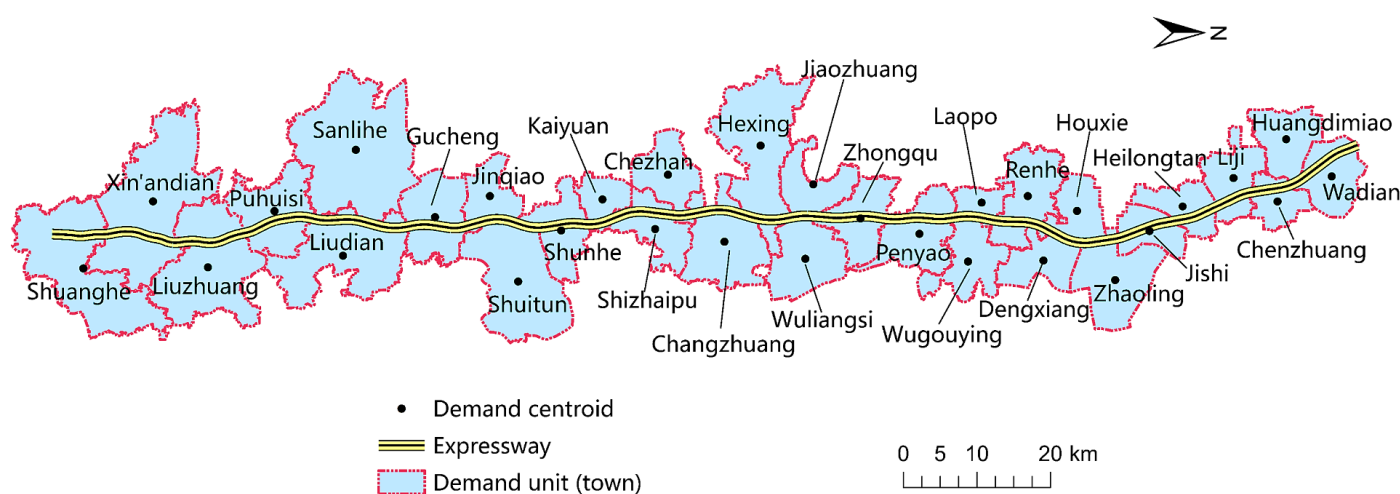 N
Jiaozhuang
Sanlihe
Gucheng
Kaiyuan
Hexing
Laopo
Houxie
Huangdimiao
Xin'andian
Puhuisi
Jinqiao
Chezhan
Zhongqu
Renhe
Heilongtan
Liji
Wadian
Shuanghe
Liuzhuang
Liudian
Shuitun
Shunhe
Shizhaipu
Changzhuang
Wuliangsi
Penyao
Wugouying
Dengxiang
Zhaoling
Jishi
Chenzhuang
Demand centroid
Expressway
Demand unit (town)
0 5 10 20 km